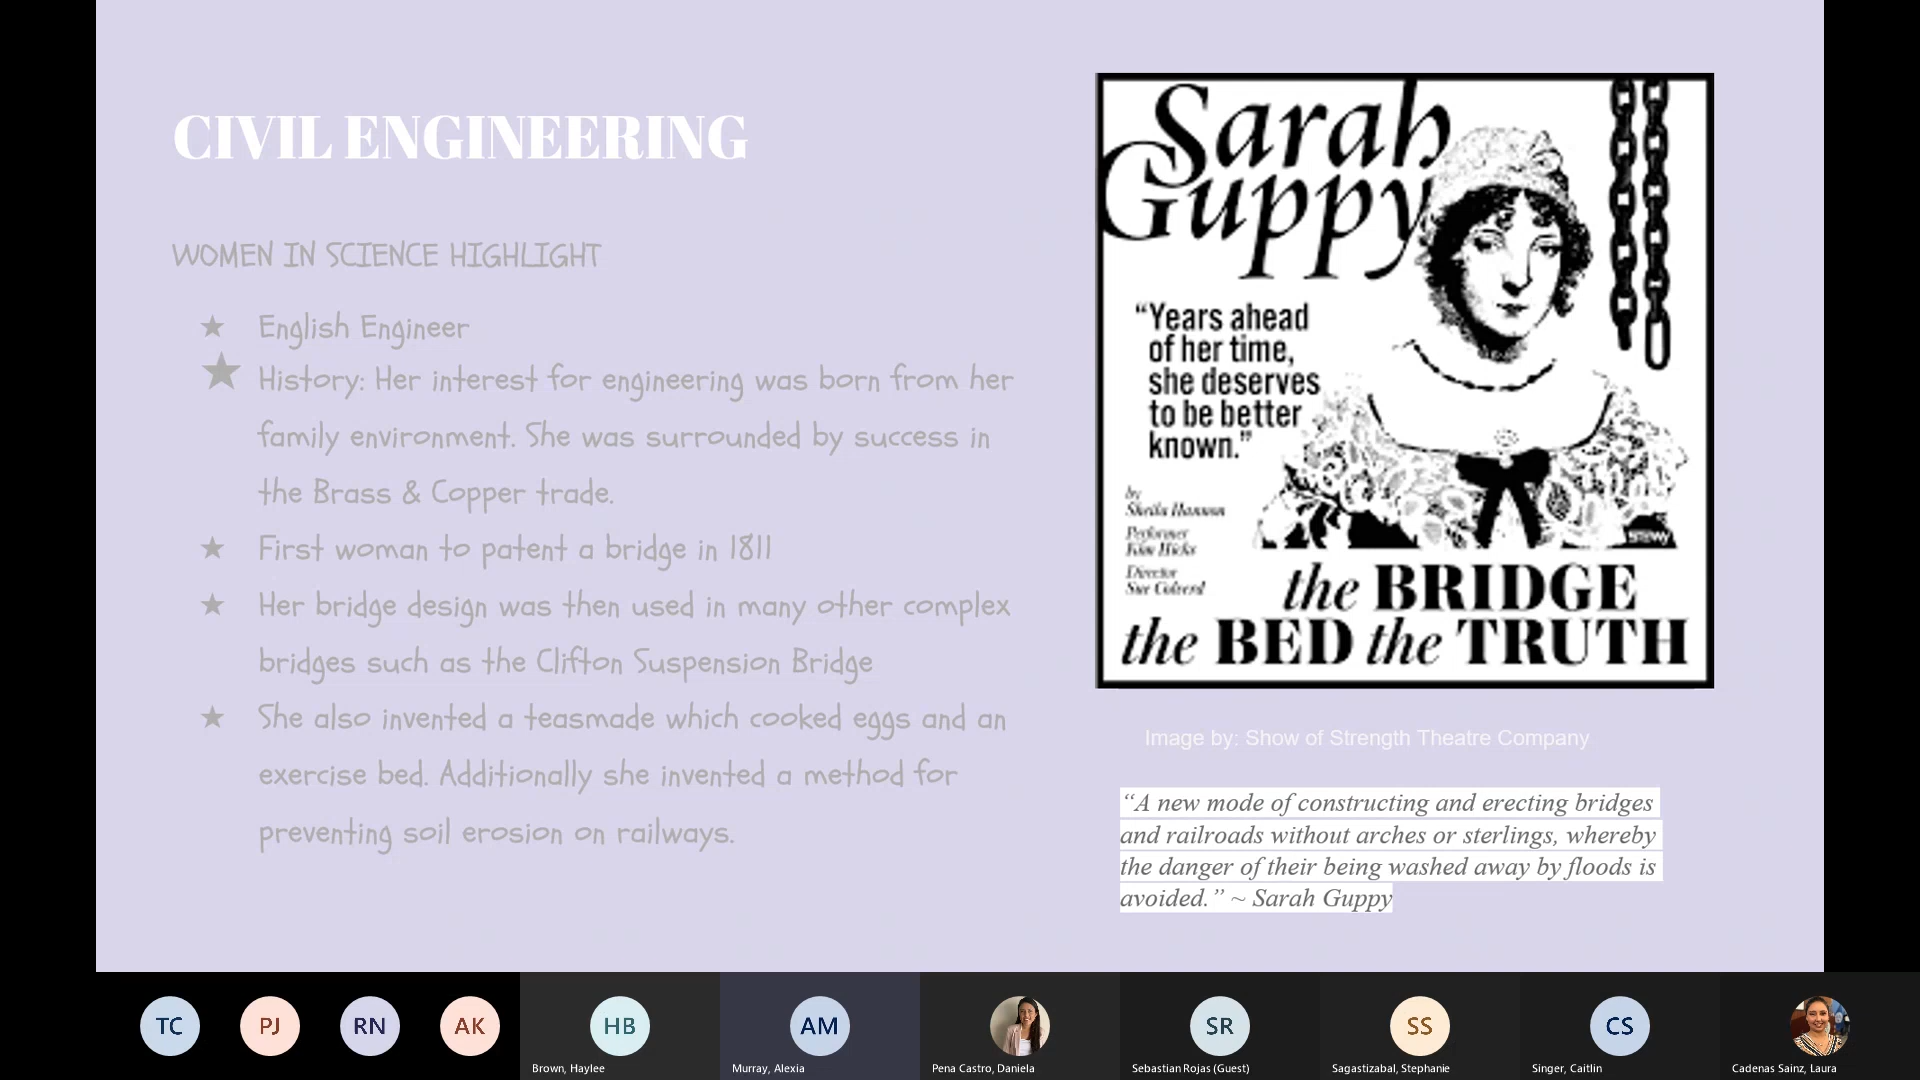 CIVIL ENGINEERING
WOMEN IN SCIENCE HIGHLIGHT
★ English Engineer
★ History: Her interest for engineering was born from her
family environment. She was surrounded by success in
the Brass & Copper trade.
★ First woman to patent a bridge in 1811
★ Her bridge design was then used in many other complex
bridges such as the Clifton Suspension Bridge
★ She also invented a teasmade which cooked eggs and an
exercise bed. Additionally she invented a method for
preventing soil erosion on railways.
Sarah
Guppy
“Years ahead
of her time,
she deserves
to be better
known.”
by
Sheila Hannon
Performer
Kim Hicks
Director
Sue Colverd
the BRIDGE
the BED the TRUTH
Image by: Show of Strength Theatre Company
“A new mode of constructing and erecting bridges
and railroads without arches or sterlings, whereby
the danger of their being washed away by floods is
avoided.” ~ Sarah Guppy
TC PJ RN AK HB AM SR SS CS
Brown, Haylee Murray, Alexia Pena Castro, Daniela Sebastian Rojas (Guest) Sagastizabal, Stephanie Singer, Caitlin Cadenas Sainz, Laura